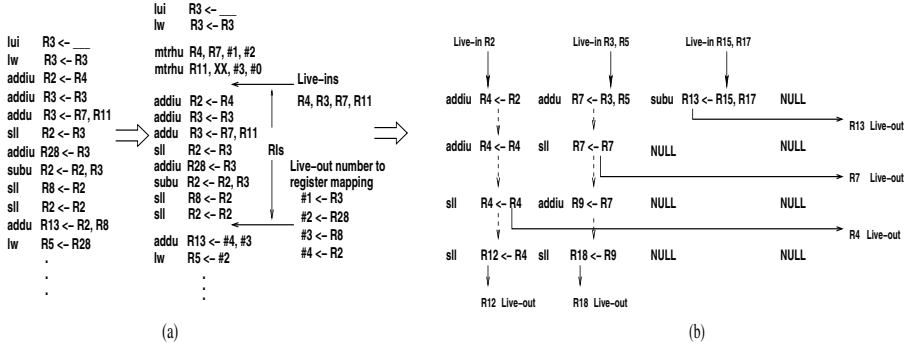 lui R3 <- __
lw R3 <- R3
addiu R2 <- R4
addiu R3 <- R3
addu R3 <- R7, R11
sll R2 <- R3
addiu R28 <- R3
subu R2 <- R2, R3
sll R8 <- R2
sll R2 <- R2
addu R13 <- R2, R8
lw R5 <- R28
.
.
.
lui R3 <- __
lw R3 <- R3
mtrhu R4, R7, #1, #2
mtrhu R11, XX, #3, #0
addiu R2 <- R4
addiu R3 <- R3
addu R3 <- R7, R11
sll R2 <- R3
addiu R28 <- R3
subu R2 <- R2, R3
sll R8 <- R2
sll R2 <- R2
addu R13 <- #4, #3
lw R5 <- #2
.
.
.
Live-ins
R4, R3, R7, R11
RIs
Live-out number to
register mapping
#1 <- R3
#2 <- R28
#3 <- R8
#4 <- R2
(a)
Live-in R2 Live-in R3, R5 Live-in R15, R17
addiu R4 <- R2 addu R7 <- R3, R5 subu R13 <- R15, R17 NULL
R13 Live-out
addiu R4 <- R4 sll R7 <- R7 NULL NULL
R7 Live-out
sll R4 <- R4 addiu R9 <- R7 NULL NULL
R4 Live-out
sll R12 <- R4 sll R18 <- R9 NULL NULL
R12 Live-out R18 Live-out
(b)